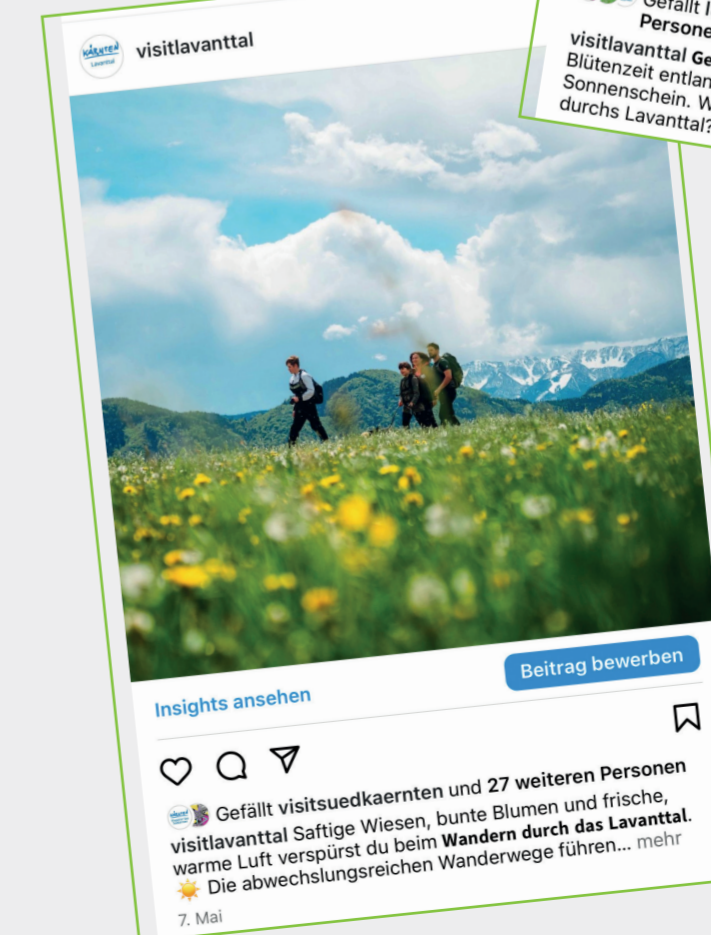 KÄRNTEN
Lavanttal
visitlavanttal
Gefällt
visitlavanttal
Blütenzeit
Sonnenschein.
durchs Lavanttal?
Beitrag bewerben
Insights ansehen
Gefällt visitsuedkaernten und 27 weiteren Personen
visitlavanttal Saftige Wiesen, bunte Blumen und frische,
warme Luft verspürst du beim Wandern durch das Lavanttal.
☀️ Die abwechslungsreichen Wanderwege führen... mehr
7. Mai